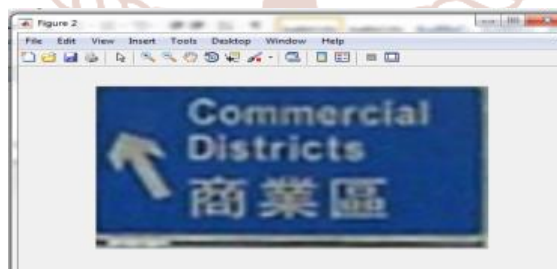 Figure 2
File Edit View Insert Tools Desktop Window Help
Commercial
Districts
商業區